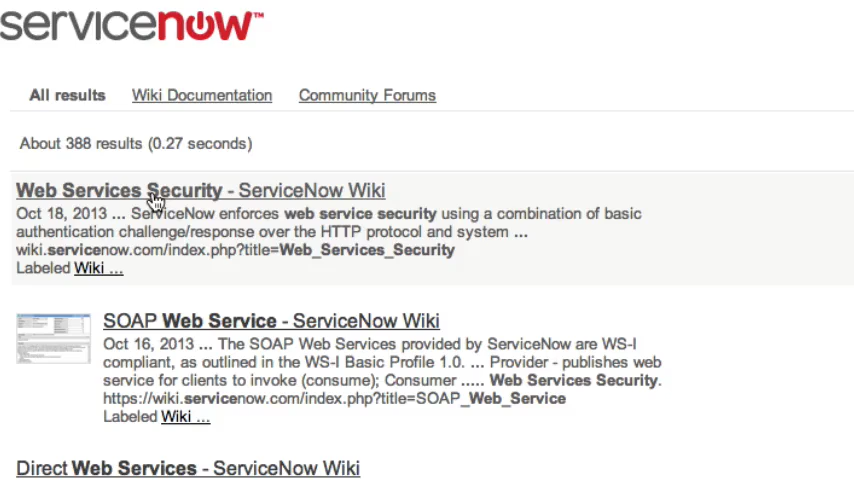 servicenow™
All results Wiki Documentation Community Forums
About 388 results (0.27 seconds)
Web Services Security - ServiceNow Wiki
Oct 18, 2013 ... ServiceNow enforces web service security using a combination of basic
authentication challenge/response over the HTTP protocol and system ...
wiki.servicenow.com/index.php?title=Web_Services_Security
Labeled Wiki ...
SOAP Web Service - ServiceNow Wiki
Oct 16, 2013 ... The SOAP Web Services provided by ServiceNow are WS-I
compliant, as outlined in the WS-I Basic Profile 1.0. ... Provider - publishes web
service for clients to invoke (consume); Consumer ..... Web Services Security.
https://wiki.servicenow.com/index.php?title=SOAP_Web_Service
Labeled Wiki ...
Direct Web Services - ServiceNow Wiki